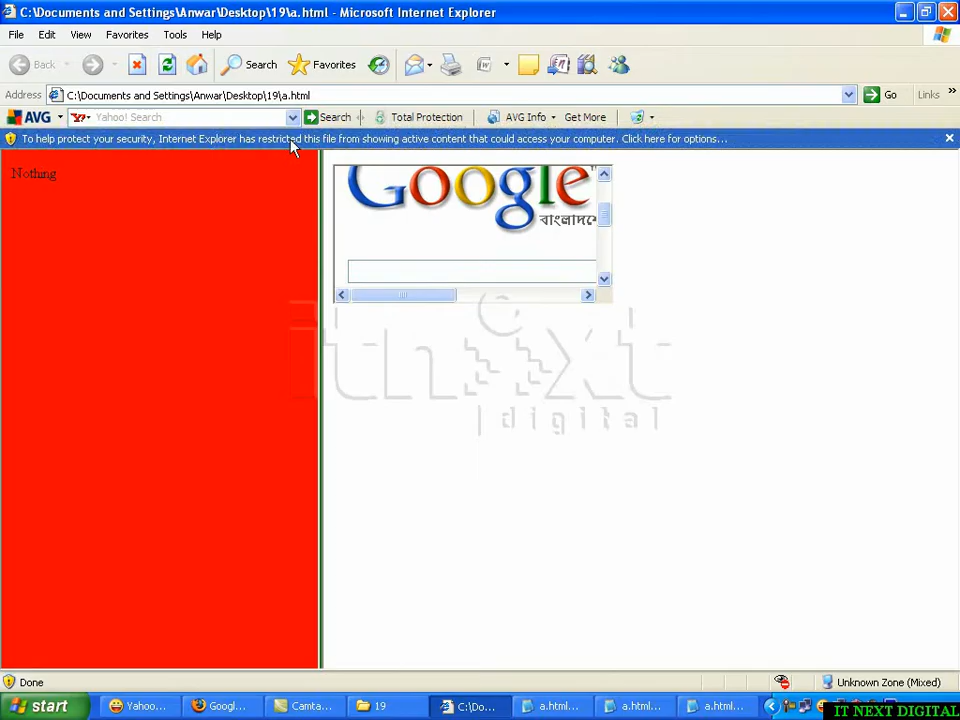 C:\Documents and Settings\Anwar\Desktop\19\a.html - Microsoft Internet Explorer
File Edit View Favorites Tools Help
Back Search Favorites
Address C:\Documents and Settings\Anwar\Desktop\19\a.html Go Links »
AVG Yahoo! Search Search Total Protection AVG Info Get More
To help protect your security, Internet Explorer has restricted this file from showing active content that could access your computer. Click here for options...
Nothing
Google
itnext
|digital
Done Unknown Zone (Mixed)
start Yahoo... Googl... Camta... 19 C:\Do... a.html... a.html... a.html...
IT NEXT DIGITAL